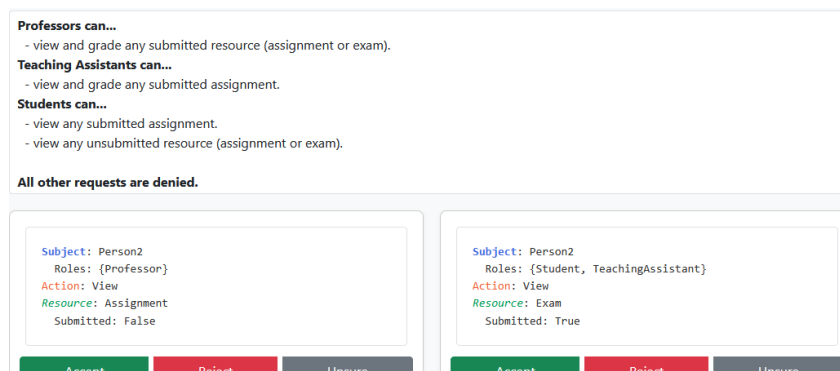 Professors can...
- view and grade any submitted resource (assignment or exam).
Teaching Assistants can...
- view and grade any submitted assignment.
Students can...
- view any submitted assignment.
- view any unsubmitted resource (assignment or exam).
All other requests are denied.
Subject: Person2
Roles: {Professor}
Action: View
Resource: Assignment
Submitted: False
Accept Reject Unsure
Subject: Person2
Roles: {Student, TeachingAssistant}
Action: View
Resource: Exam
Submitted: True
Accept Reject Unsure